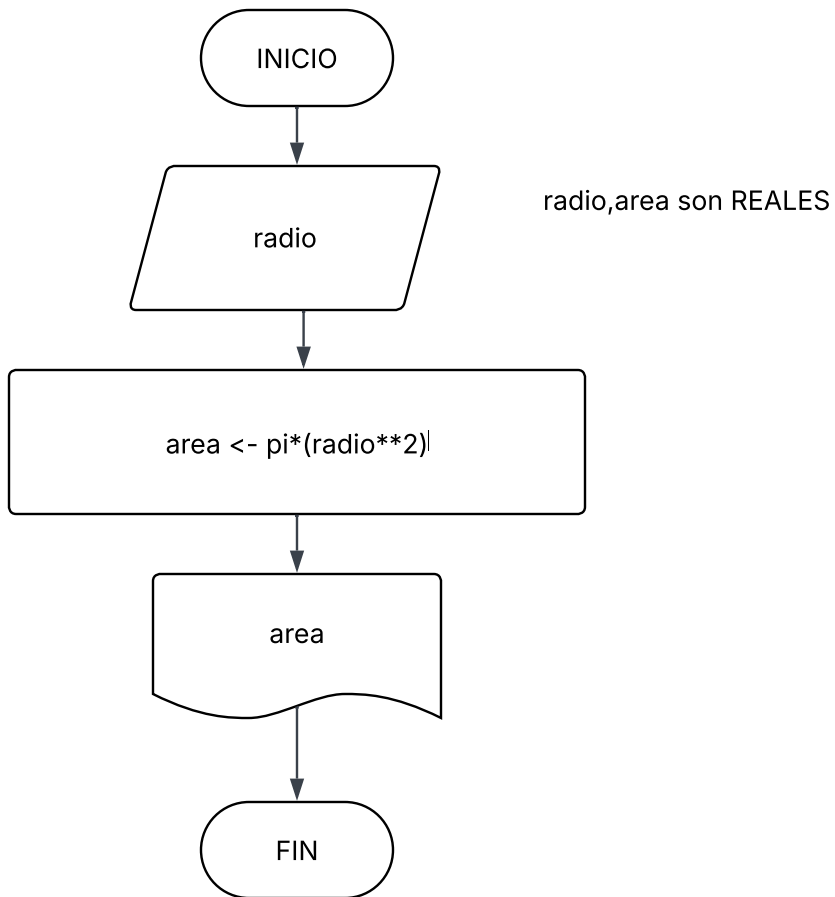 INICIO
radio
radio,area son REALES
area <- pi*(radio**2)
area
FIN